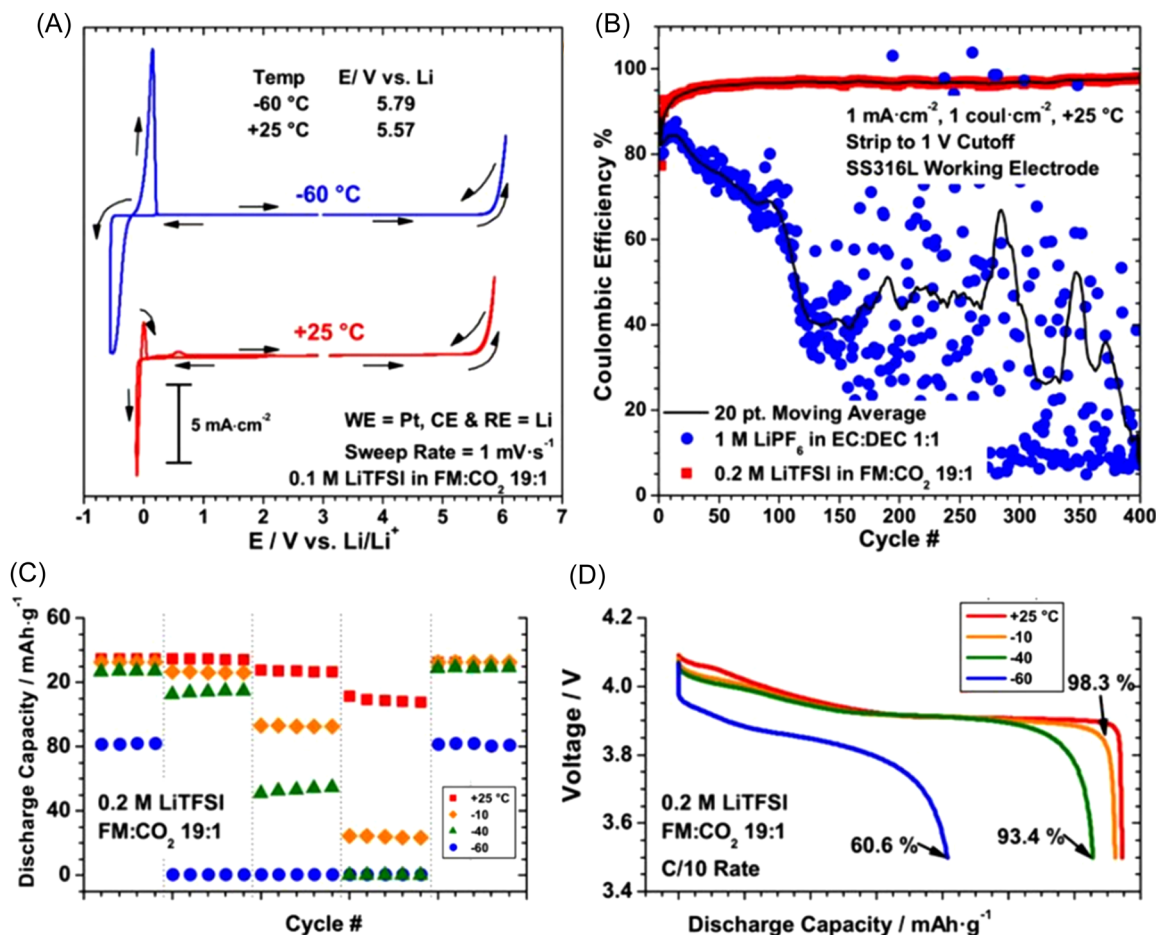 (A)
Temp E/ V vs. Li
-60 °C 5.79
+25 °C 5.57
-60 °C
+25 °C
5 mA·cm-2
WE = Pt, CE & RE = Li
Sweep Rate = 1 mV·s-1
0.1 M LiTFSI in FM:CO2 19:1
-1 0 1 2 3 4 5 6 7
E / V vs. Li/Li+
(B)
Coulombic Efficiency %
100
80
60
40
20
0
1 mA·cm-2, 1 coul·cm-2, +25 °C
Strip to 1 V Cutoff
SS316L Working Electrode
20 pt. Moving Average
1 M LiPF6 in EC:DEC 1:1
0.2 M LiTFSI in FM:CO2 19:1
0 50 100 150 200 250 300 350 400
Cycle #
(C)
Discharge Capacity / mAh·g-1
60
20
80
40
0
0.2 M LiTFSI
FM:CO2 19:1
+25 °C
-10
-40
-60
Cycle #
(D)
Voltage / V
4.2
4.0
3.8
3.6
3.4
+25 °C
-10
-40
-60
98.3 %
93.4 %
60.6 %
0.2 M LiTFSI
FM:CO2 19:1
C/10 Rate
Discharge Capacity / mAh·g-1